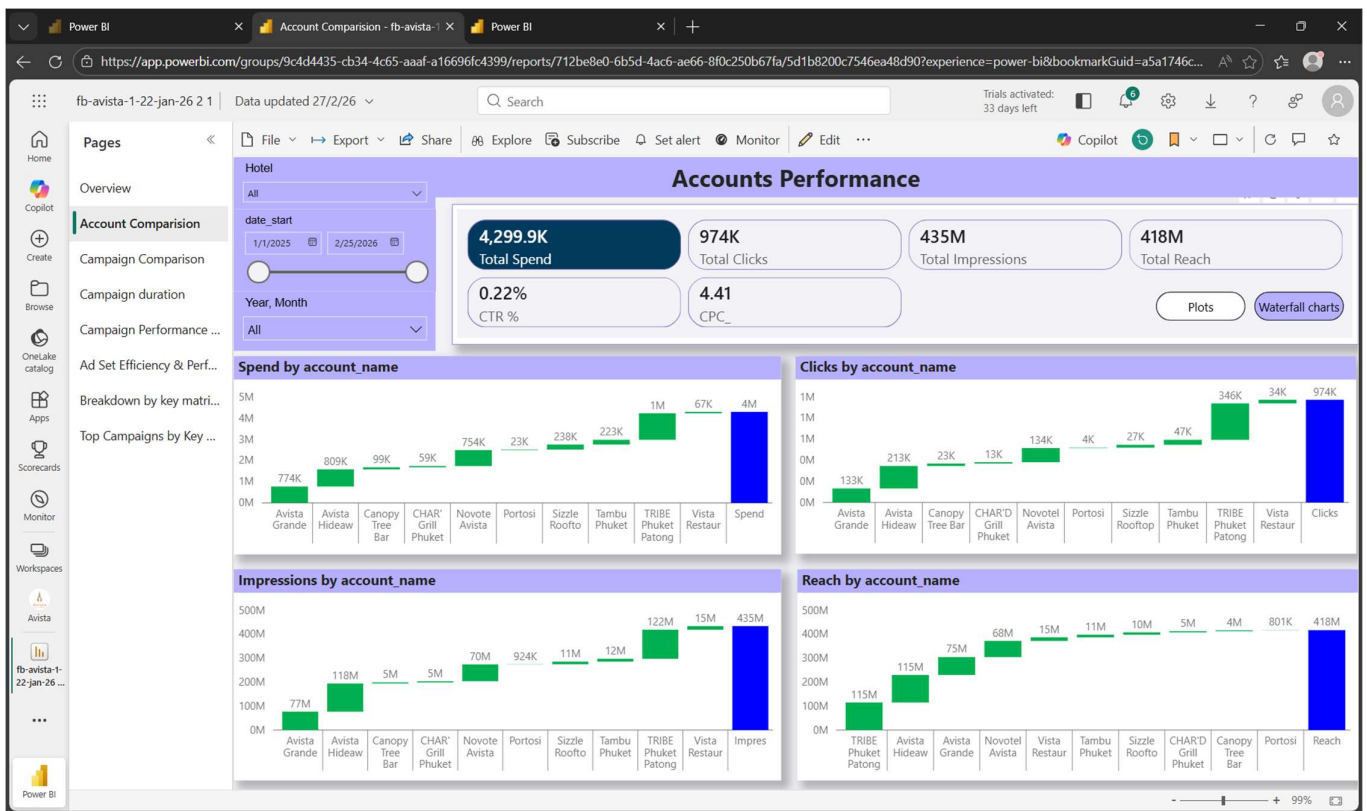 Power BI
Account Comparision - fb-avista-1
Power BI
https://app.powerbi.com/groups/9c4d4435-cb34-4c65-aaaf-a16696fc4399/reports/712be8e0-6b5d-4ac6-ae66-8f0c250b67fa/5d1b8200c7546ea48d90?experience=power-bi&bookmarkGuid=a5a1746c...
fb-avista-1-22-jan-26 2 1
Data updated 27/2/26
Search
Trials activated:
33 days left
6
Home
Copilot
Create
Browse
OneLake
catalog
Apps
Scorecards
Monitor
Workspaces
Avista
fb-avista-1-
22-jan-26 ...
Power BI
Pages
Overview
Account Comparision
Campaign Comparison
Campaign duration
Campaign Performance ...
Ad Set Efficiency & Perf...
Breakdown by key matri...
Top Campaigns by Key ...
File
Export
Share
Explore
Subscribe
Set alert
Monitor
Edit
Copilot
Hotel
All
date_start
1/1/2025
2/25/2026
Year, Month
All
Accounts Performance
4,299.9K
Total Spend
974K
Total Clicks
435M
Total Impressions
418M
Total Reach
0.22%
CTR %
4.41
CPC_
Plots
Waterfall charts
Spend by account_name
5M
4M
3M
2M
1M
0M
774K
809K
99K
59K
754K
23K
238K
223K
1M
67K
4M
Avista
Grande
Avista
Hideaw
Canopy
Tree
Bar
CHAR'
Grill
Phuket
Novote
Avista
Portosi
Sizzle
Roofto
Tambu
Phuket
TRIBE
Phuket
Patong
Vista
Restaur
Spend
Clicks by account_name
1M
1M
1M
0M
0M
0M
133K
213K
23K
13K
134K
4K
27K
47K
346K
34K
974K
Avista
Grande
Avista
Hideaw
Canopy
Tree Bar
CHAR'D
Grill
Phuket
Novotel
Avista
Portosi
Sizzle
Rooftop
Tambu
Phuket
TRIBE
Phuket
Patong
Vista
Restaur
Clicks
Impressions by account_name
500M
400M
300M
200M
100M
0M
77M
118M
5M
5M
70M
924K
11M
12M
122M
15M
435M
Avista
Grande
Avista
Hideaw
Canopy
Tree
Bar
CHAR'
Grill
Phuket
Novote
Avista
Portosi
Sizzle
Roofto
Tambu
Phuket
TRIBE
Phuket
Patong
Vista
Restaur
Impres
Reach by account_name
500M
400M
300M
200M
100M
0M
115M
115M
75M
68M
15M
11M
10M
5M
4M
801K
418M
TRIBE
Phuket
Patong
Avista
Hideaw
Avista
Grande
Novotel
Avista
Vista
Restaur
Tambu
Phuket
Sizzle
Roofto
CHAR'D
Grill
Phuket
Canopy
Tree
Bar
Portosi
Reach
- + 99%